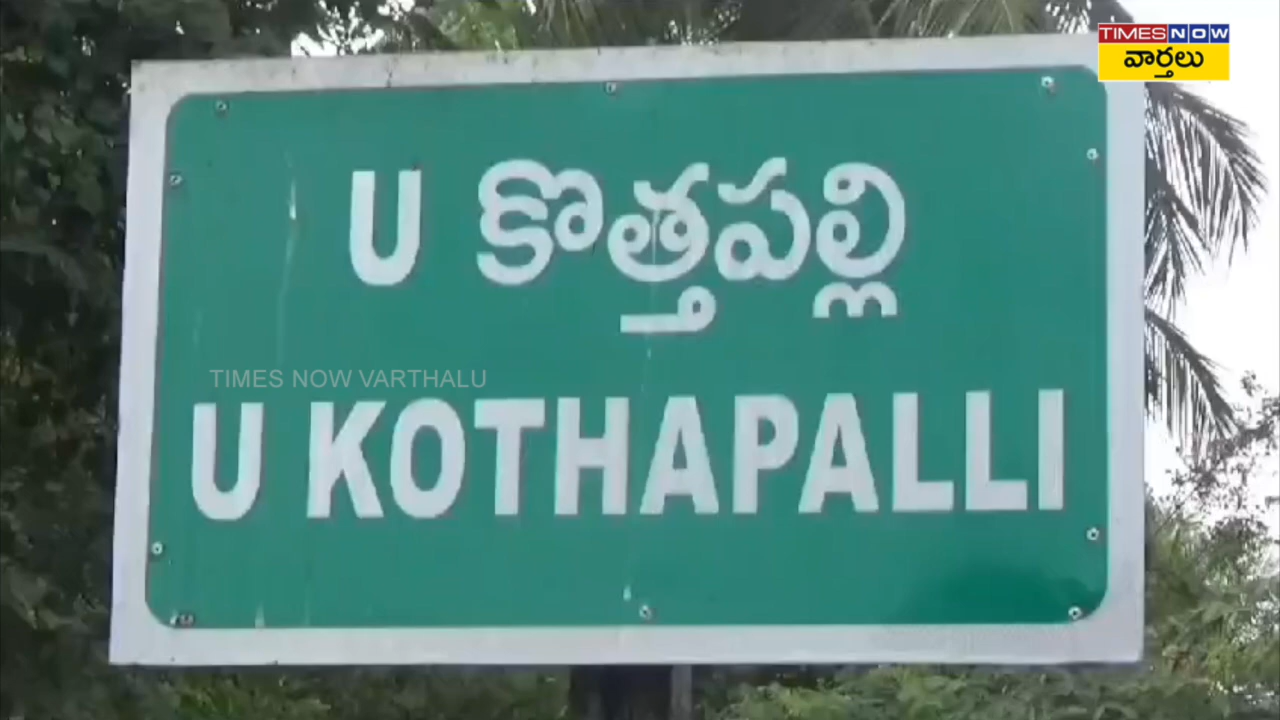 TIMES NOW
వార్తలు
U కొత్తపల్లి
TIMES NOW VARTHALU
U KOTHAPALLI